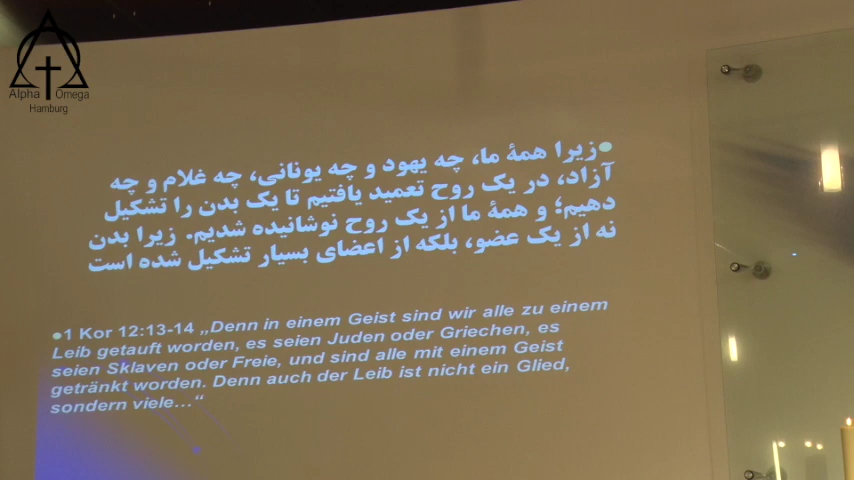 Alpha Omega
Hamburg
●زیرا همهٔ ما، چه یهود و چه یونانی، چه غلام و چه
آزاد، در یک روح تعمید یافتیم تا یک بدن را تشکیل
دهیم؛ و همهٔ ما از یک روح نوشانیده شدیم. زیرا بدن
نه از یک عضو، بلکه از اعضای بسیار تشکیل شده است
●1 Kor 12:13-14 „Denn in einem Geist sind wir alle zu einem
Leib getauft worden, es seien Juden oder Griechen, es
seien Sklaven oder Freie, und sind alle mit einem Geist
getränkt worden. Denn auch der Leib ist nicht ein Glied,
sondern viele…“